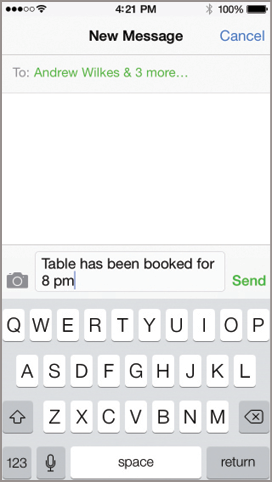 4:21 PM 100%
New Message Cancel
To: Andrew Wilkes & 3 more...
Table has been booked for
8 pm
Send
Q W E R T Y U I O P
A S D F G H J K L
Z X C V B N M
123 space return